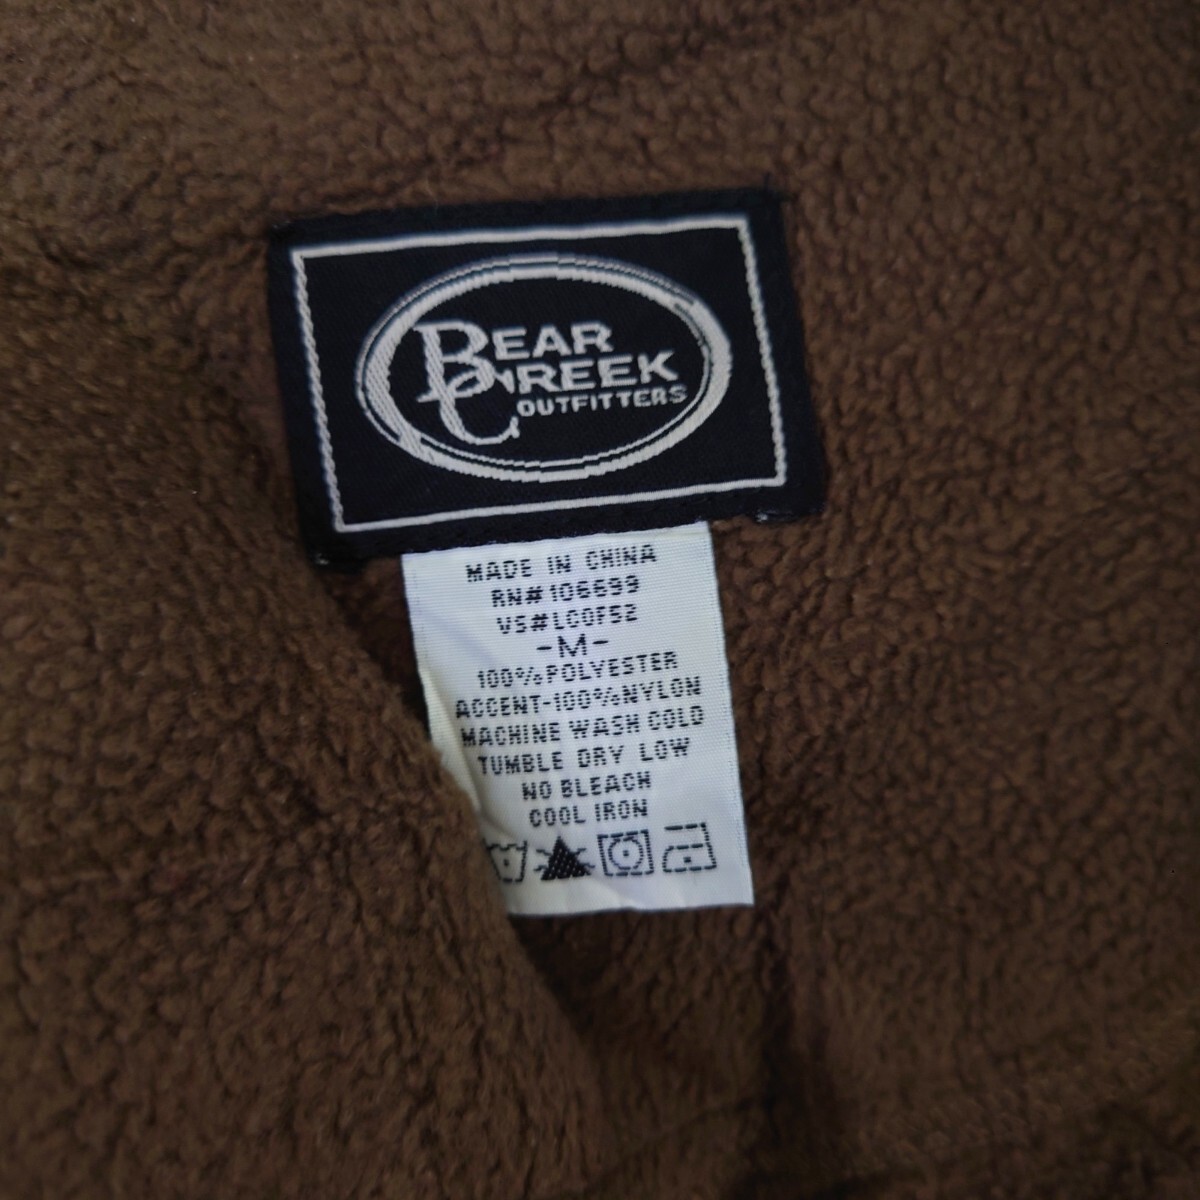 BEAR
CREEK
OUTFITTERS
MADE IN CHINA
RN#106699
VS#LCOF52
-M-
100%POLYESTER
ACCENT-100%NYLON
MACHINE WASH COLD
TUMBLE DRY LOW
NO BLEACH
COOL IRON